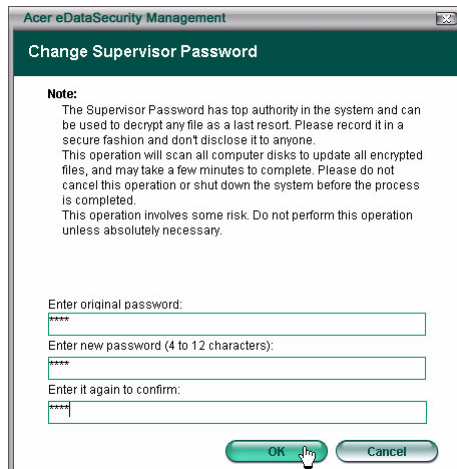 Acer eDataSecurity Management
Change Supervisor Password
Note:
The Supervisor Password has top authority in the system and can
be used to decrypt any file as a last resort. Please record it in a
secure fashion and don't disclose it to anyone.
This operation will scan all computer disks to update all encrypted
files, and may take a few minutes to complete. Please do not
cancel this operation or shut down the system before the process
is completed.
This operation involves some risk. Do not perform this operation
unless absolutely necessary.
Enter original password:
****
Enter new password (4 to 12 characters):
****
Enter it again to confirm:
****
OK Cancel